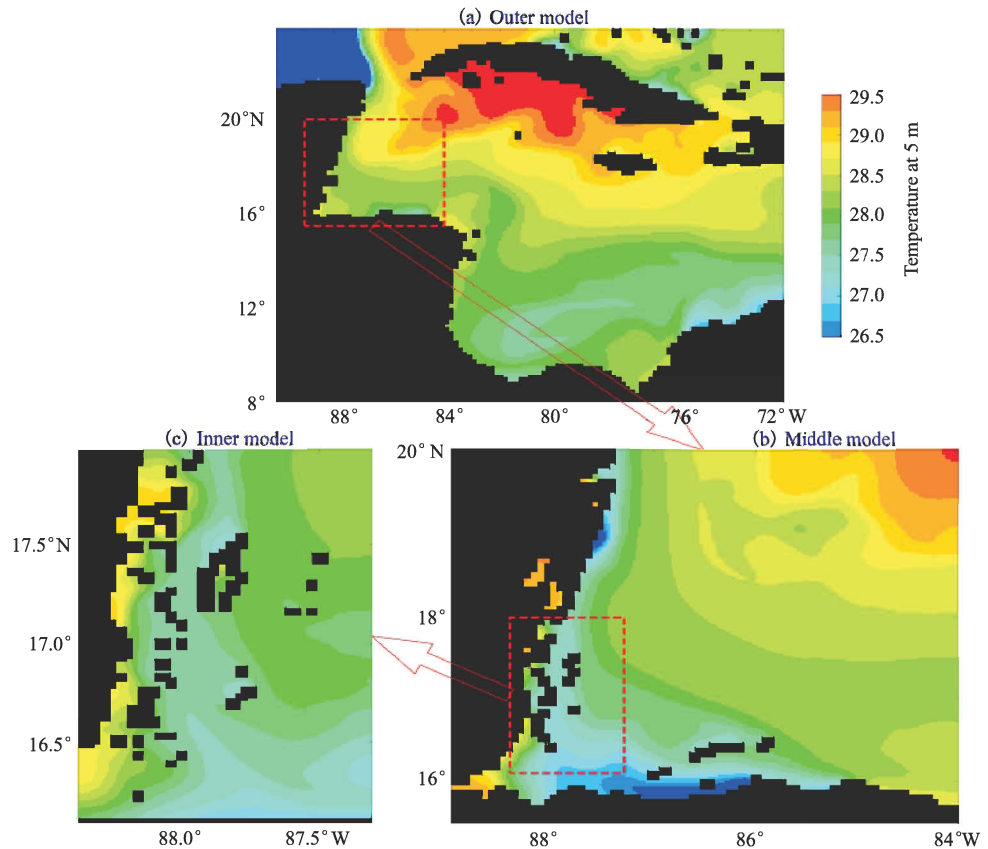 (a) Outer model
20°N
16°
12°
8°
88°
84°
80°
76°
72°W
29.5
29.0
28.5
28.0
27.5
27.0
26.5
Temperature at 5 m
(c) Inner model
17.5°N
17.0°
16.5°
88.0°
87.5°W
(b) Middle model
20°N
18°
16°
88°
86°
84°W